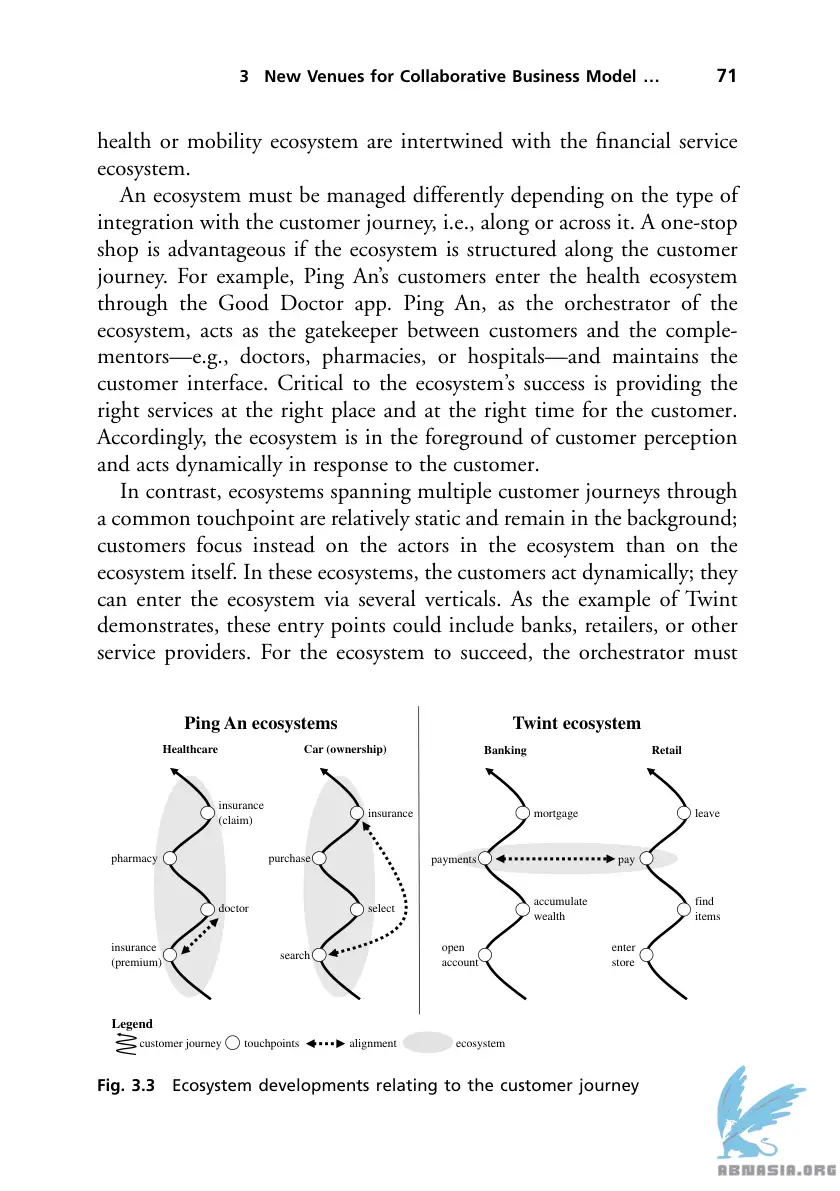 3 New Venues for Collaborative Business Model … 71
health or mobility ecosystem are intertwined with the financial service
ecosystem.
An ecosystem must be managed differently depending on the type of
integration with the customer journey, i.e., along or across it. A one-stop
shop is advantageous if the ecosystem is structured along the customer
journey. For example, Ping An’s customers enter the health ecosystem
through the Good Doctor app. Ping An, as the orchestrator of the
ecosystem, acts as the gatekeeper between customers and the comple-
mentors—e.g., doctors, pharmacies, or hospitals—and maintains the
customer interface. Critical to the ecosystem’s success is providing the
right services at the right place and at the right time for the customer.
Accordingly, the ecosystem is in the foreground of customer perception
and acts dynamically in response to the customer.
In contrast, ecosystems spanning multiple customer journeys through
a common touchpoint are relatively static and remain in the background;
customers focus instead on the actors in the ecosystem than on the
ecosystem itself. In these ecosystems, the customers act dynamically; they
can enter the ecosystem via several verticals. As the example of Twint
demonstrates, these entry points could include banks, retailers, or other
service providers. For the ecosystem to succeed, the orchestrator must
Ping An ecosystems
Healthcare
insurance
(claim)
pharmacy
doctor
insurance
(premium)
Car (ownership)
insurance
purchase
select
search
Twint ecosystem
Banking
mortgage
payments
accumulate
wealth
open
account
Retail
leave
pay
find
items
enter
store
Legend
customer journey touchpoints alignment ecosystem
Fig. 3.3 Ecosystem developments relating to the customer journey
ABNASIA.ORG